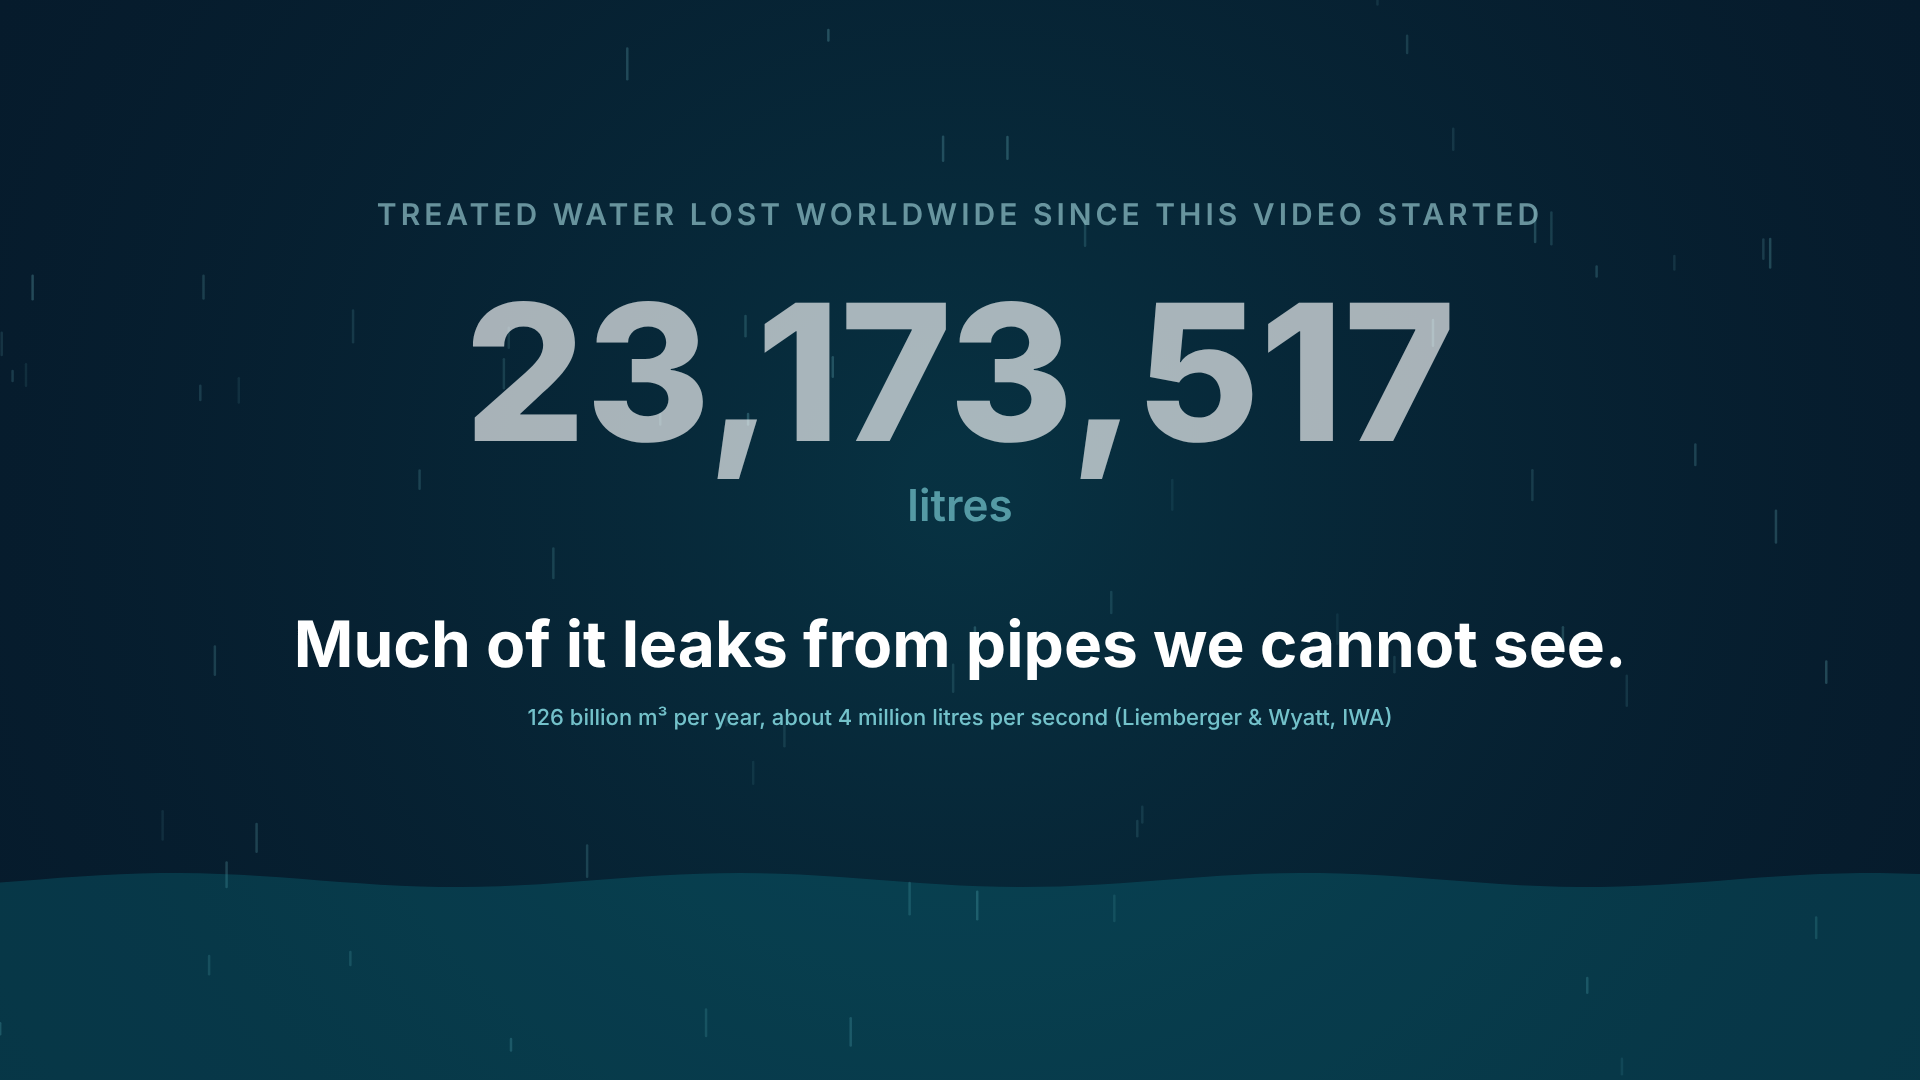 TREATED WATER LOST WORLDWIDE SINCE THIS VIDEO STARTED
23,173,517
litres
Much of it leaks from pipes we cannot see.
126 billion m³ per year, about 4 million litres per second (Liemberger & Wyatt, IWA)